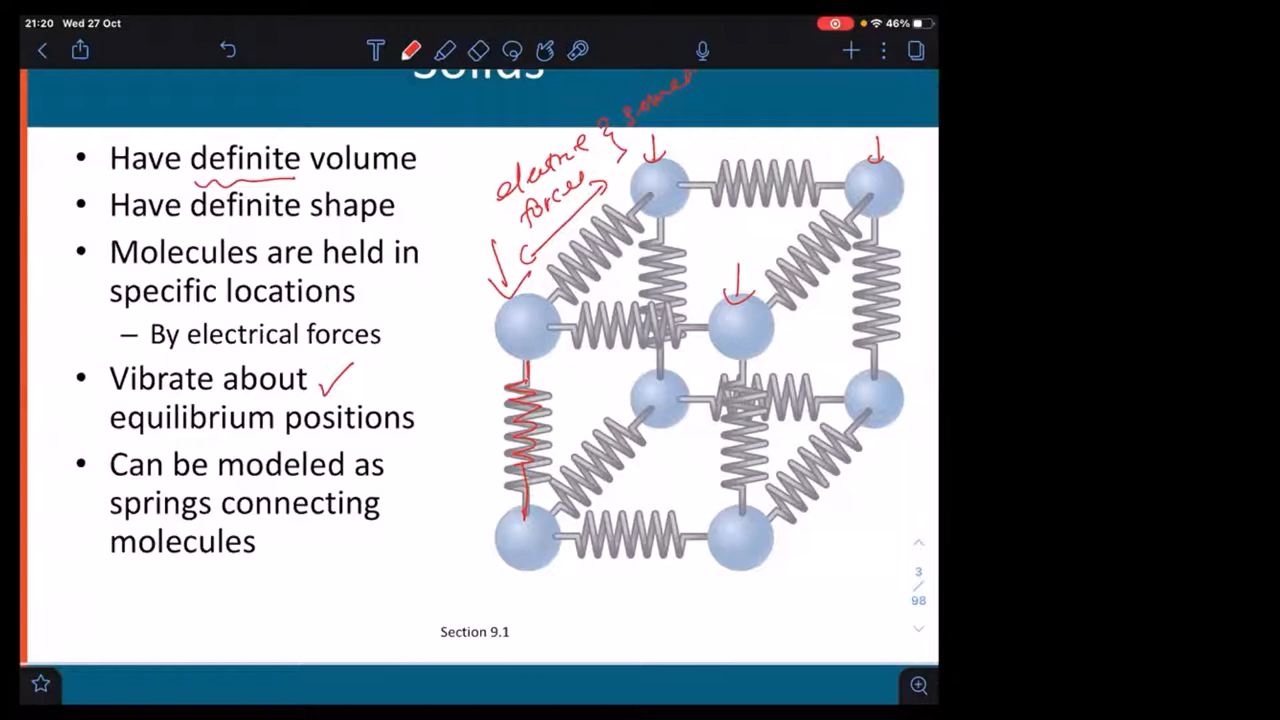 21:20 Wed 27 Oct
46%
Solids
electric }
forces
• Have definite volume
• Have definite shape
• Molecules are held in
specific locations
– By electrical forces
• Vibrate about
equilibrium positions
• Can be modeled as
springs connecting
molecules
3
/
98
Section 9.1